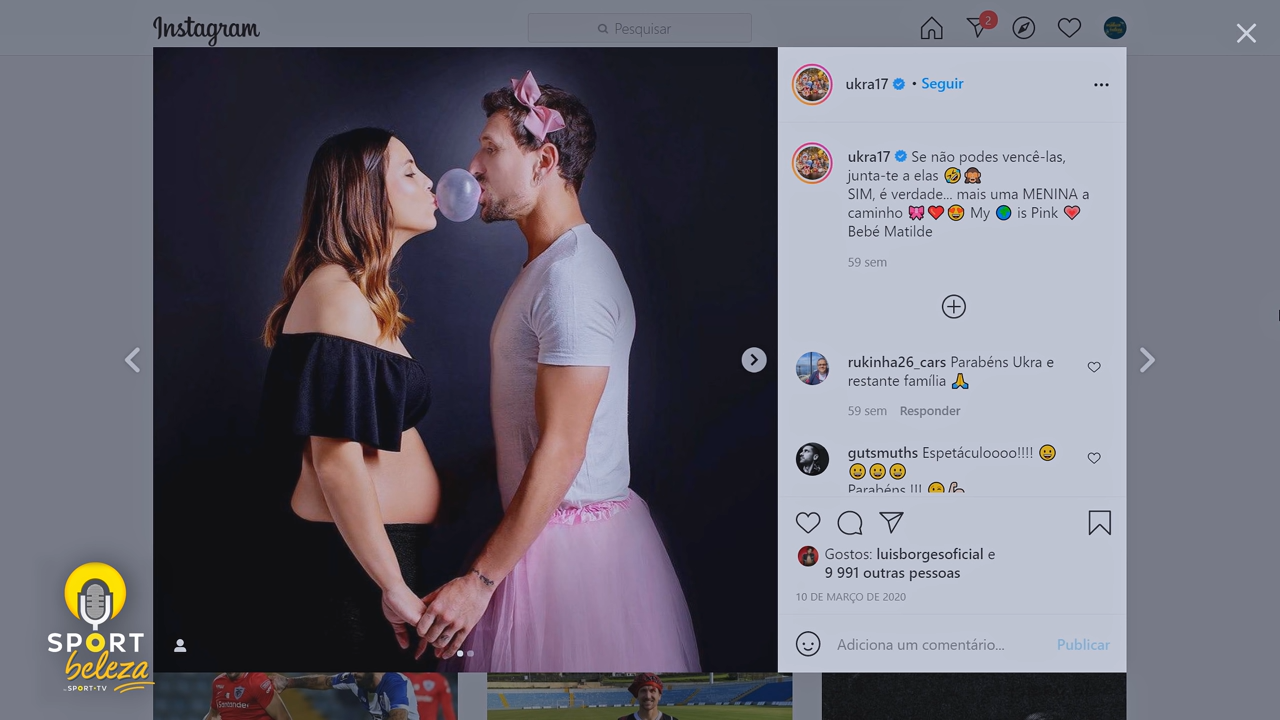 Instagram
Pesquisar
2
ukra17 • Seguir
ukra17 Se não podes vencê-las,
junta-te a elas 🤣🙈
SIM, é verdade... mais uma MENINA a
caminho 🎀❤️😍 My 🌍 is Pink 💗
Bebé Matilde
59 sem
rukinha26_cars Parabéns Ukra e
restante família 🙏
59 sem Responder
gutsmuths Espetáculoooo!!!! 😀
😀😀😀
Parabéns !!!
Gostos: luisborgesoficial e
9 991 outras pessoas
10 DE MARÇO DE 2020
Adiciona um comentário... Publicar
SPORT
beleza
SPORT•TV
Santander